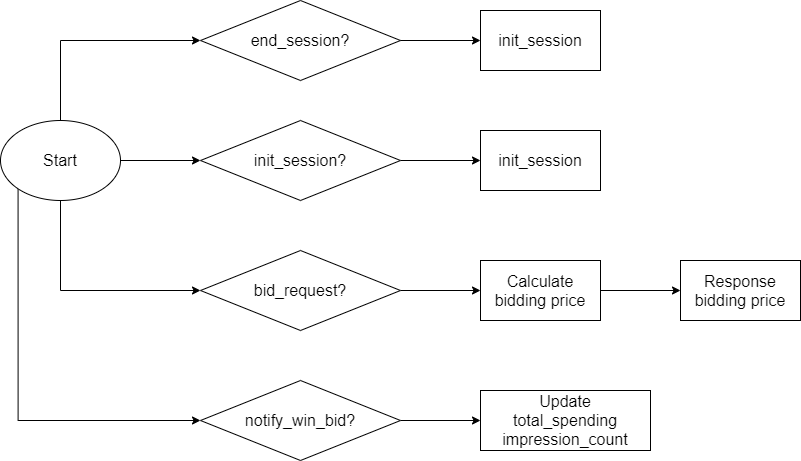 end_session?
init_session
Start
init_session?
init_session
bid_request?
Calculate
bidding price
Response
bidding price
notify_win_bid?
Update
total_spending
impression_count